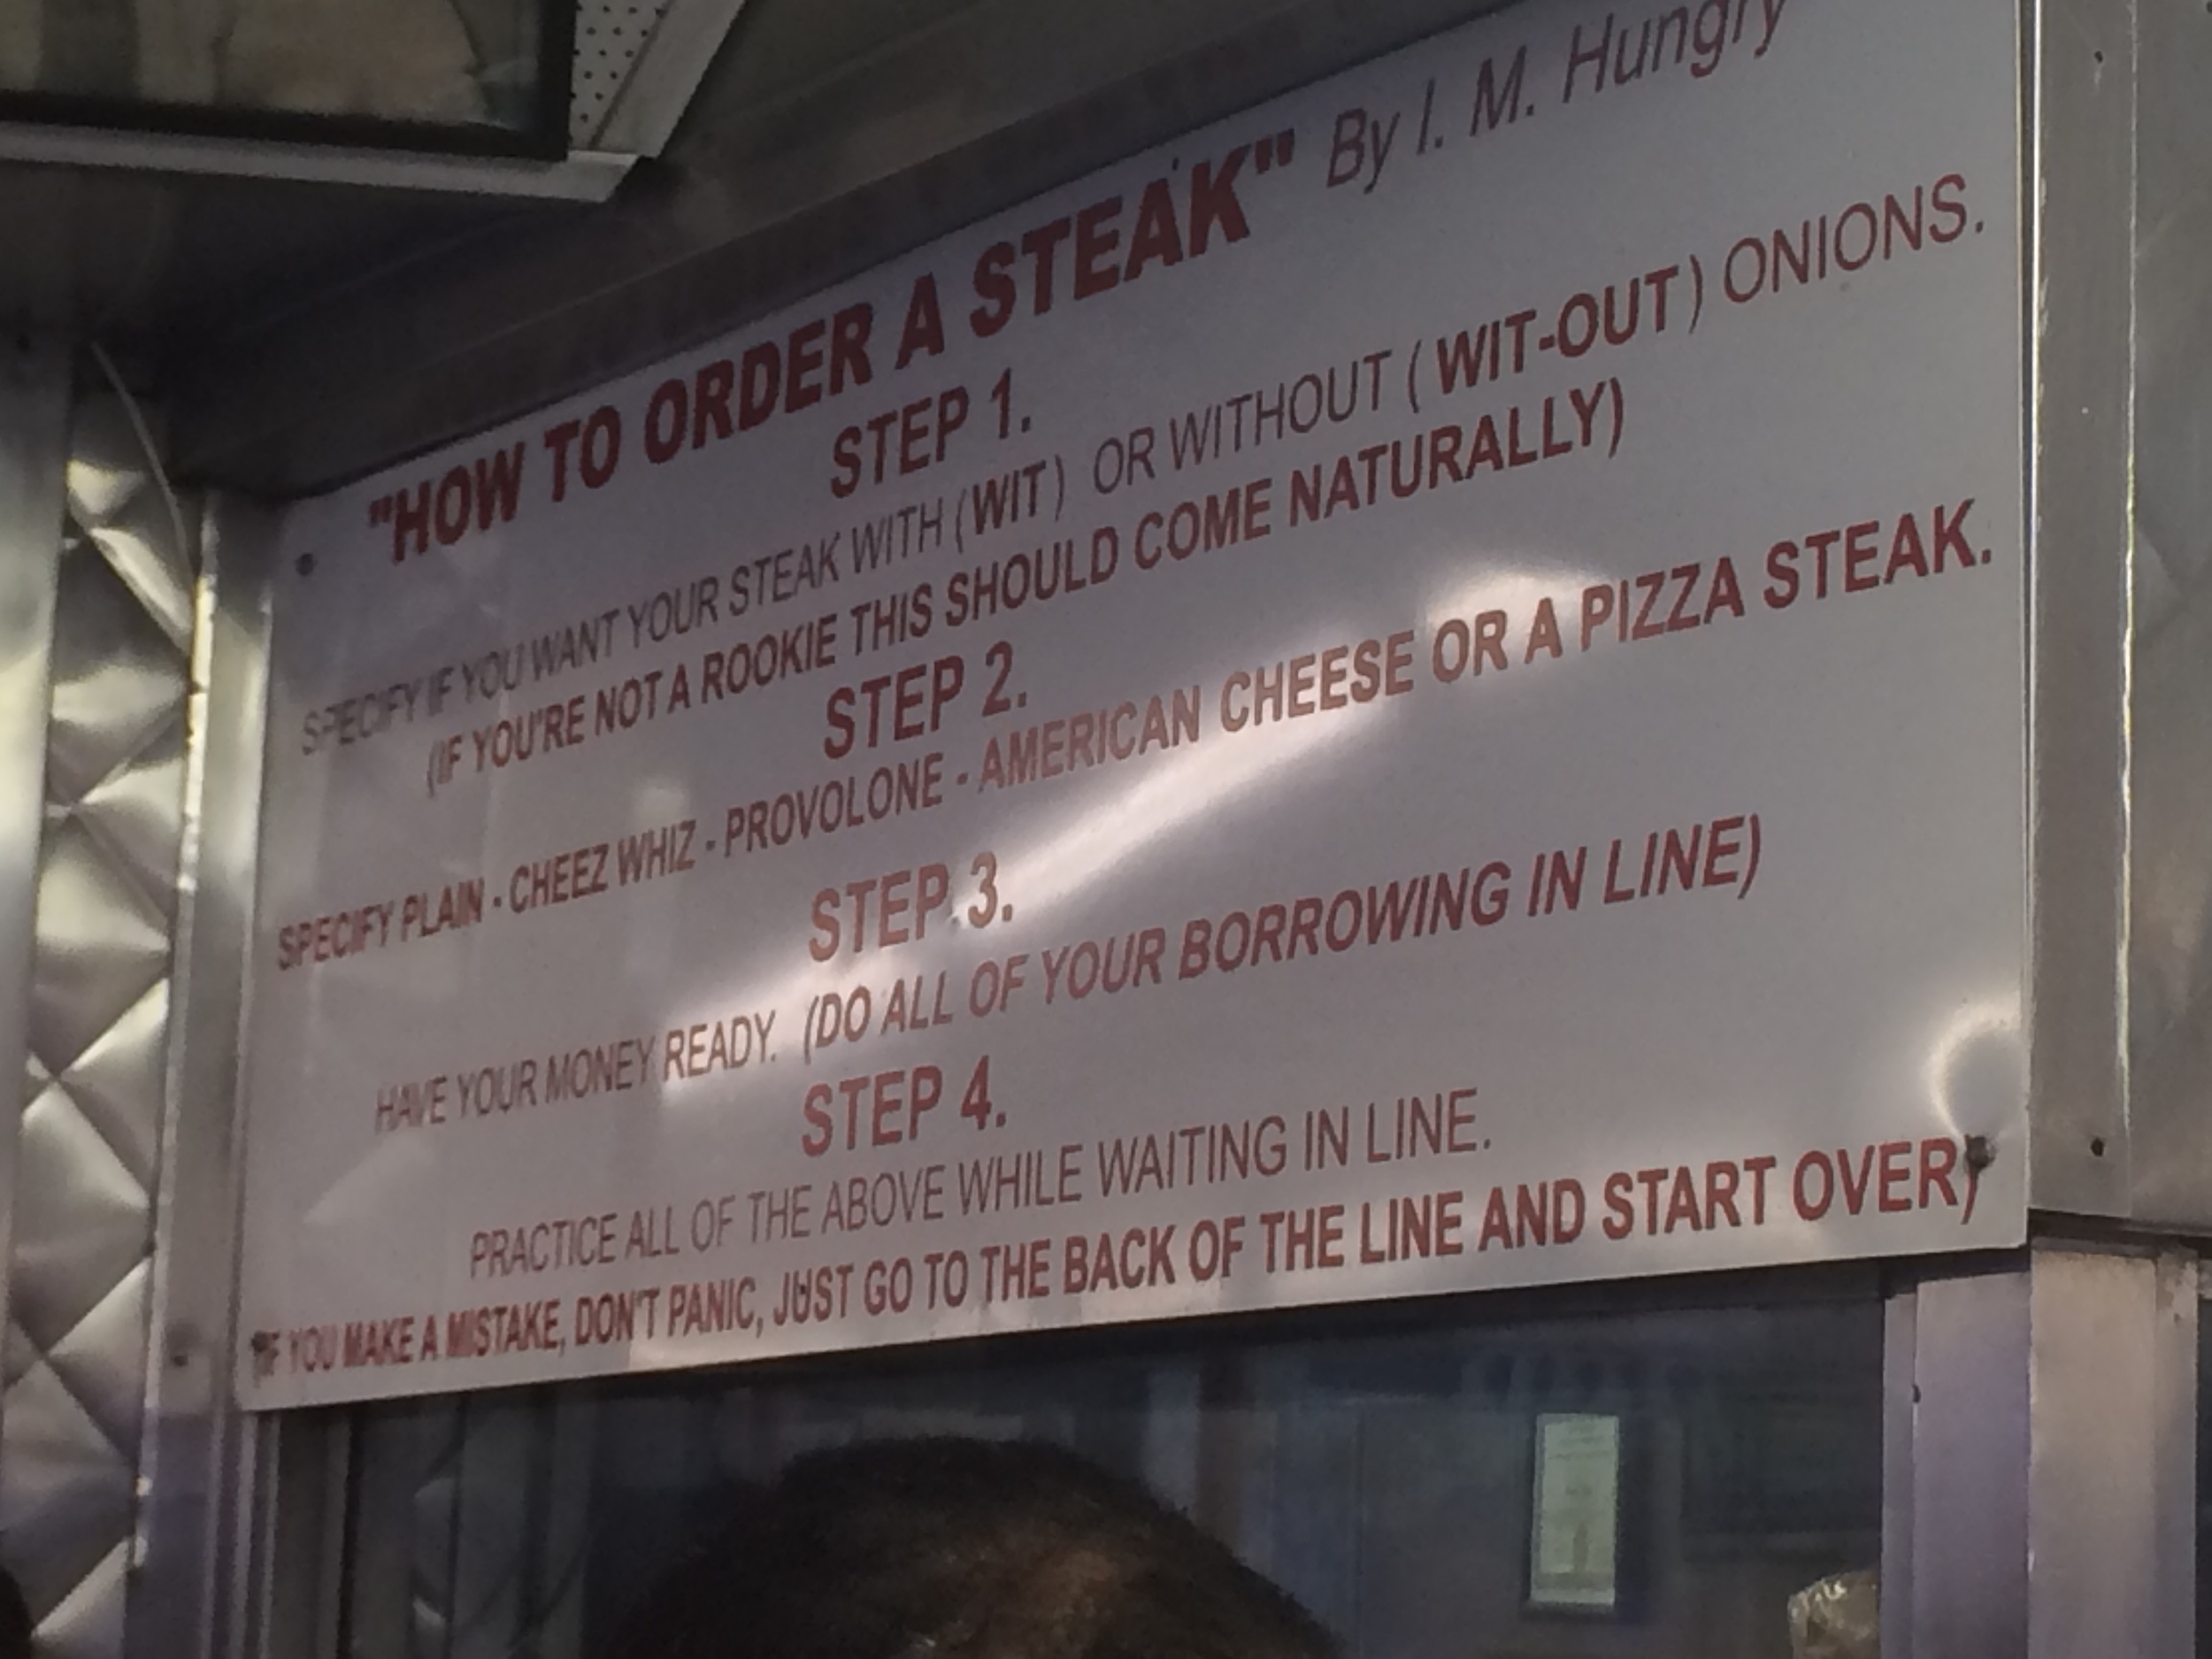 "HOW TO ORDER A STEAK" By I. M. Hungry
STEP 1.
SPECIFY IF YOU WANT YOUR STEAK WITH (WIT) OR WITHOUT (WIT-OUT) ONIONS.
(IF YOU'RE NOT A ROOKIE THIS SHOULD COME NATURALLY)
STEP 2.
SPECIFY PLAIN - CHEEZ WHIZ - PROVOLONE - AMERICAN CHEESE OR A PIZZA STEAK.
STEP 3.
HAVE YOUR MONEY READY. (DO ALL OF YOUR BORROWING IN LINE)
STEP 4.
PRACTICE ALL OF THE ABOVE WHILE WAITING IN LINE.
(IF YOU MAKE A MISTAKE, DON'T PANIC, JUST GO TO THE BACK OF THE LINE AND START OVER)